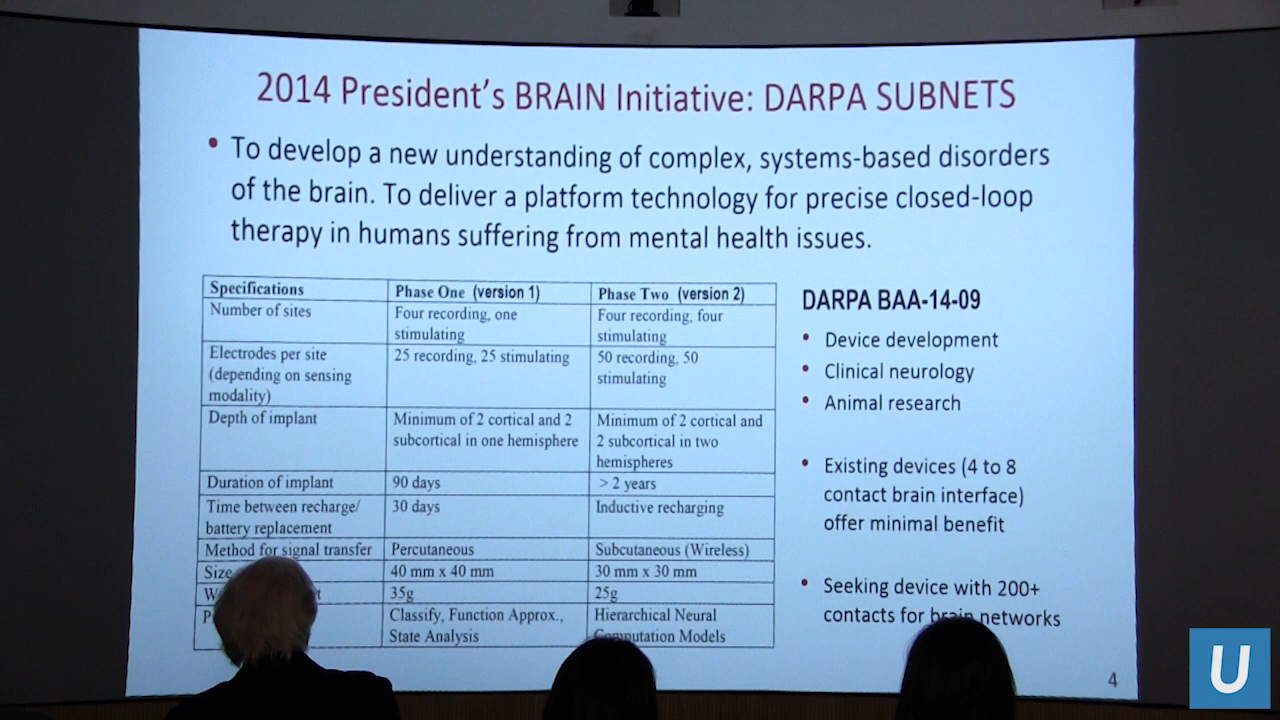 2014 President's BRAIN Initiative: DARPA SUBNETS
• To develop a new understanding of complex, systems-based disorders
of the brain. To deliver a platform technology for precise closed-loop
therapy in humans suffering from mental health issues.
Specifications Phase One (version 1) Phase Two (version 2)
Number of sites Four recording, one Four recording, four
stimulating stimulating
Electrodes per site 25 recording, 25 stimulating 50 recording, 50
(depending on sensing stimulating
modality)
Depth of implant Minimum of 2 cortical and 2 Minimum of 2 cortical and
subcortical in one hemisphere 2 subcortical in two
hemispheres
Duration of implant 90 days > 2 years
Time between recharge/ 30 days Inductive recharging
battery replacement
Method for signal transfer Percutaneous Subcutaneous (Wireless)
Size 40 mm x 40 mm 30 mm x 30 mm
35g 25g
Classify, Function Approx., Hierarchical Neural
State Analysis Computation Models
DARPA BAA-14-09
• Device development
• Clinical neurology
• Animal research
• Existing devices (4 to 8
contact brain interface)
offer minimal benefit
• Seeking device with 200+
contacts for brain networks
4
U